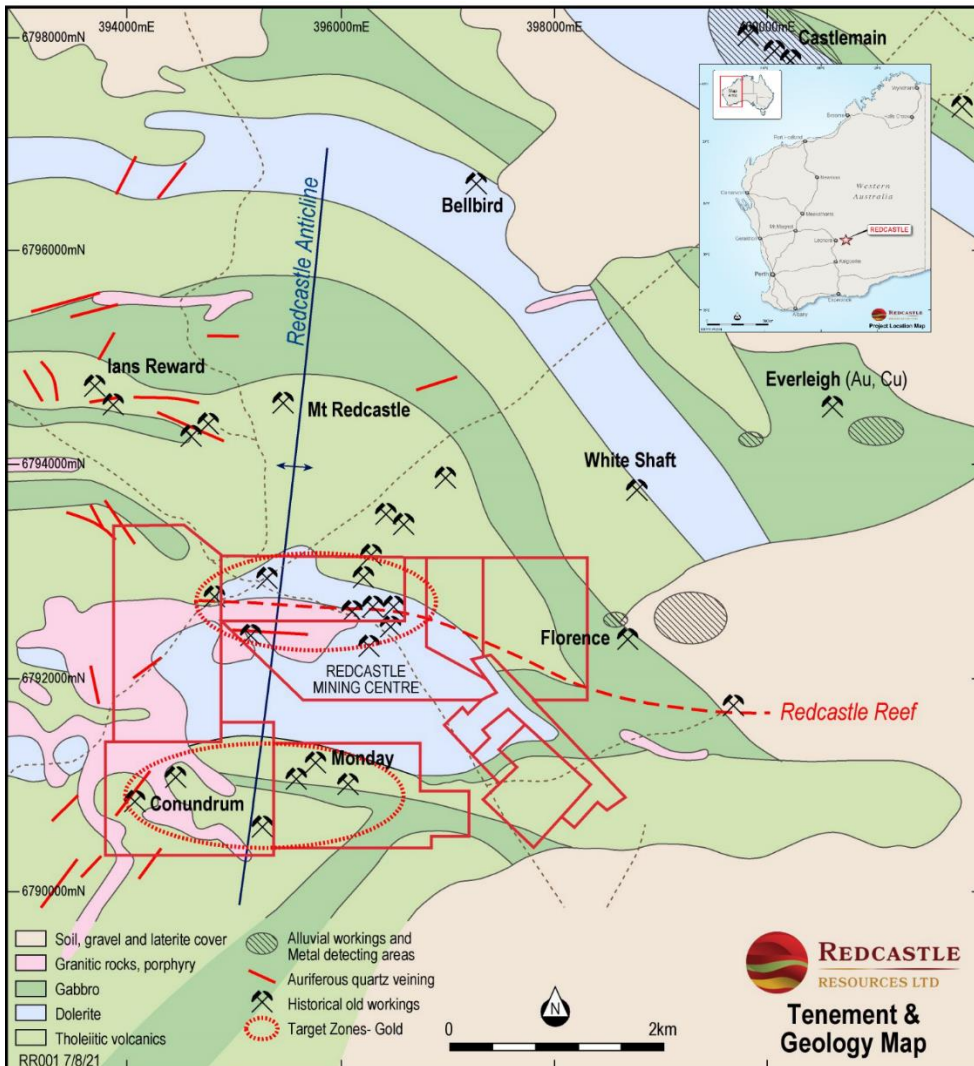 394000mE
396000mE
398000mE
6798000mN
Castlemain
Bellbird
Redcastle Anticline
6796000mN
Western
Australia
REDCASTLE
Perth
REDCASTLE
RESOURCES LTD
Project Location Map
Ians Reward
Mt Redcastle
Everleigh (Au, Cu)
White Shaft
6794000mN
Florence
6792000mN
REDCASTLE
MINING CENTRE
Redcastle Reef
Monday
Conundrum
6790000mN
Soil, gravel and laterite cover
Granitic rocks, porphyry
Gabbro
Dolerite
Tholeiitic volcanics
RR001 7/8/21
Alluvial workings and
Metal detecting areas
Auriferous quartz veining
Historical old workings
Target Zones- Gold
N
0
2km
REDCASTLE
RESOURCES LTD
Tenement &
Geology Map